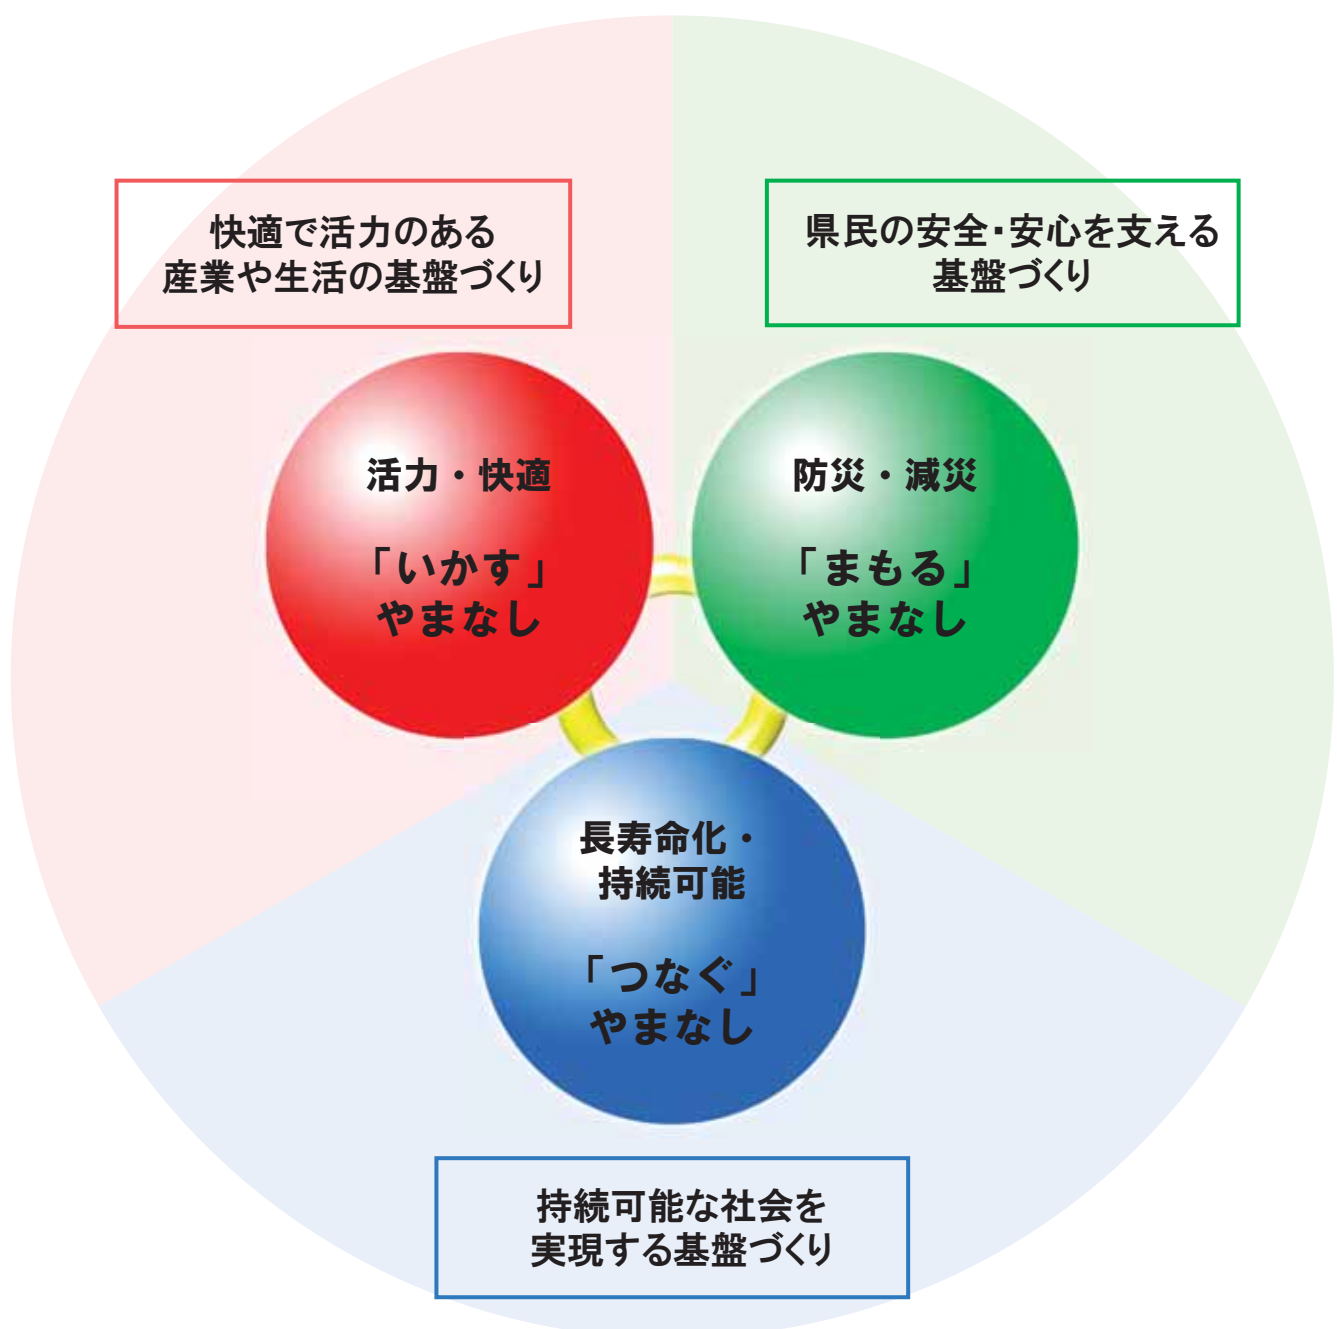 快適で活力のある
産業や生活の基盤づくり
県民の安全・安心を支える
基盤づくり
活力・快適
「いかす」
やまなし
防災・減災
「まもる」
やまなし
長寿命化・
持続可能
「つなぐ」
やまなし
持続可能な社会を
実現する基盤づくり